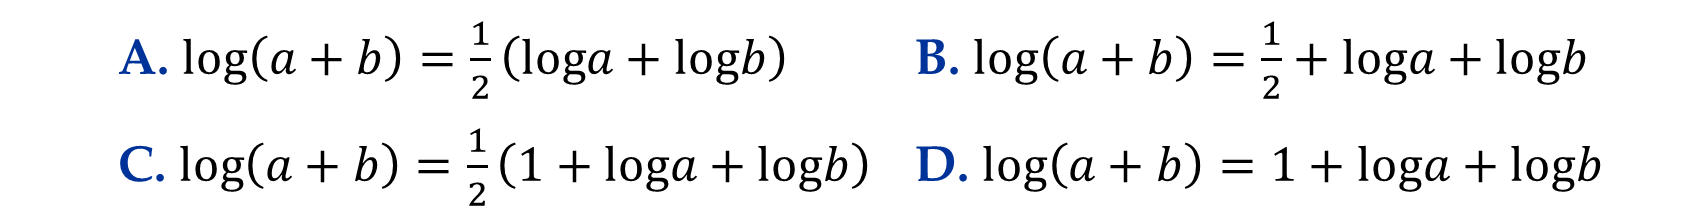 A. log(a + b) = 1/2 (loga + logb) B. log(a + b) = 1/2 + loga + logb
C. log(a + b) = 1/2 (1 + loga + logb) D. log(a + b) = 1 + loga + logb